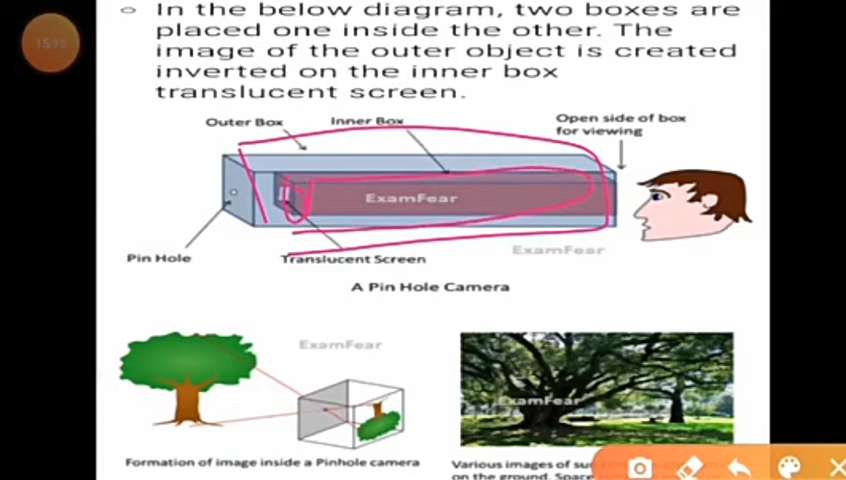 In the below diagram, two boxes are
placed one inside the other. The
image of the outer object is created
inverted on the inner box
translucent screen.
Outer Box
Inner Box
Open side of box
for viewing
ExamFear
ExamFear
Pin Hole
Translucent Screen
A Pin Hole Camera
ExamFear
ExamFear
Formation of image inside a Pinhole camera
Various images of
on the ground. Space